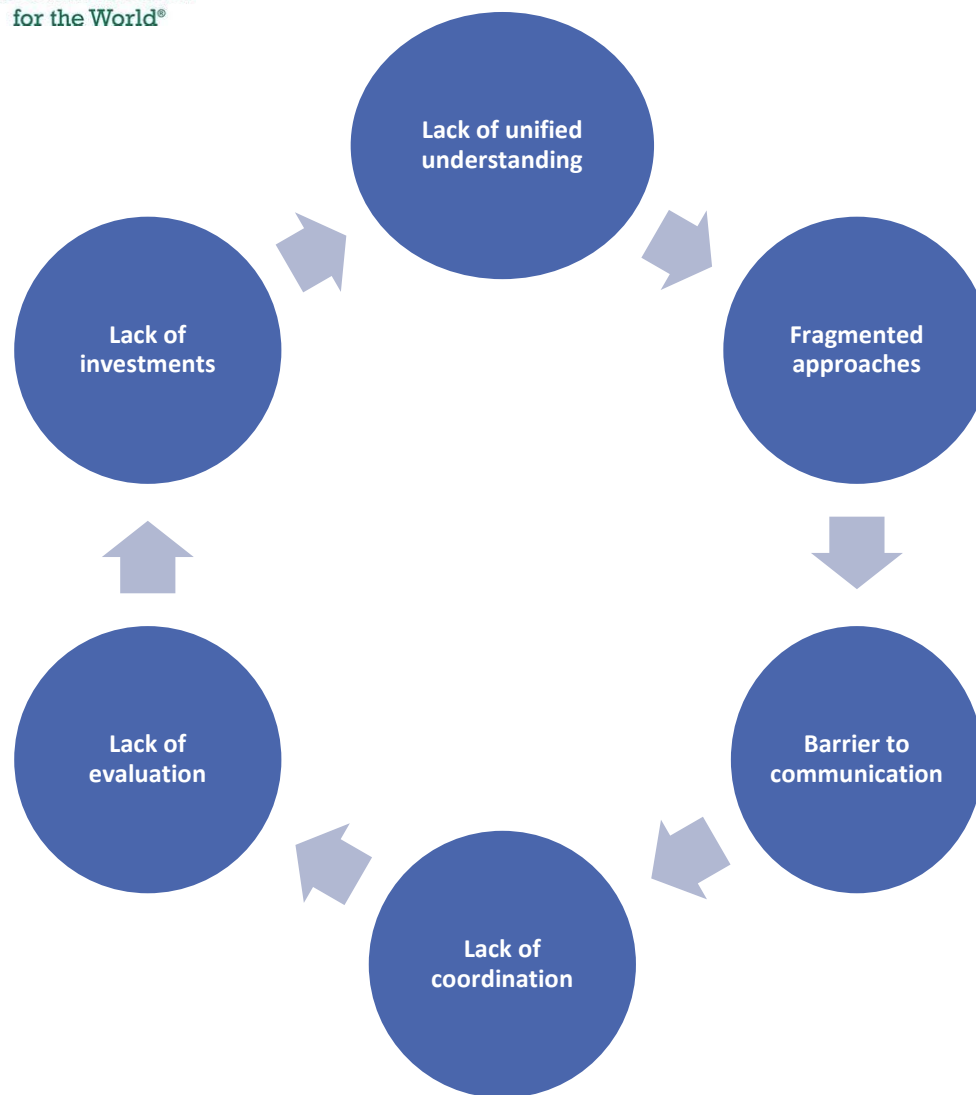 for the World®
Lack of unified
understanding
Fragmented
approaches
Barrier to
communication
Lack of
coordination
Lack of
evaluation
Lack of
investments